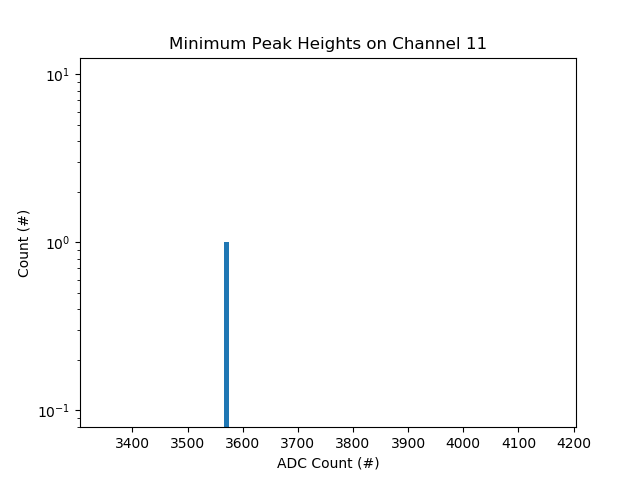 Minimum Peak Heights on Channel 11
10¹
10⁰
10⁻¹
Count (#)
3400 3500 3600 3700 3800 3900 4000 4100 4200
ADC Count (#)